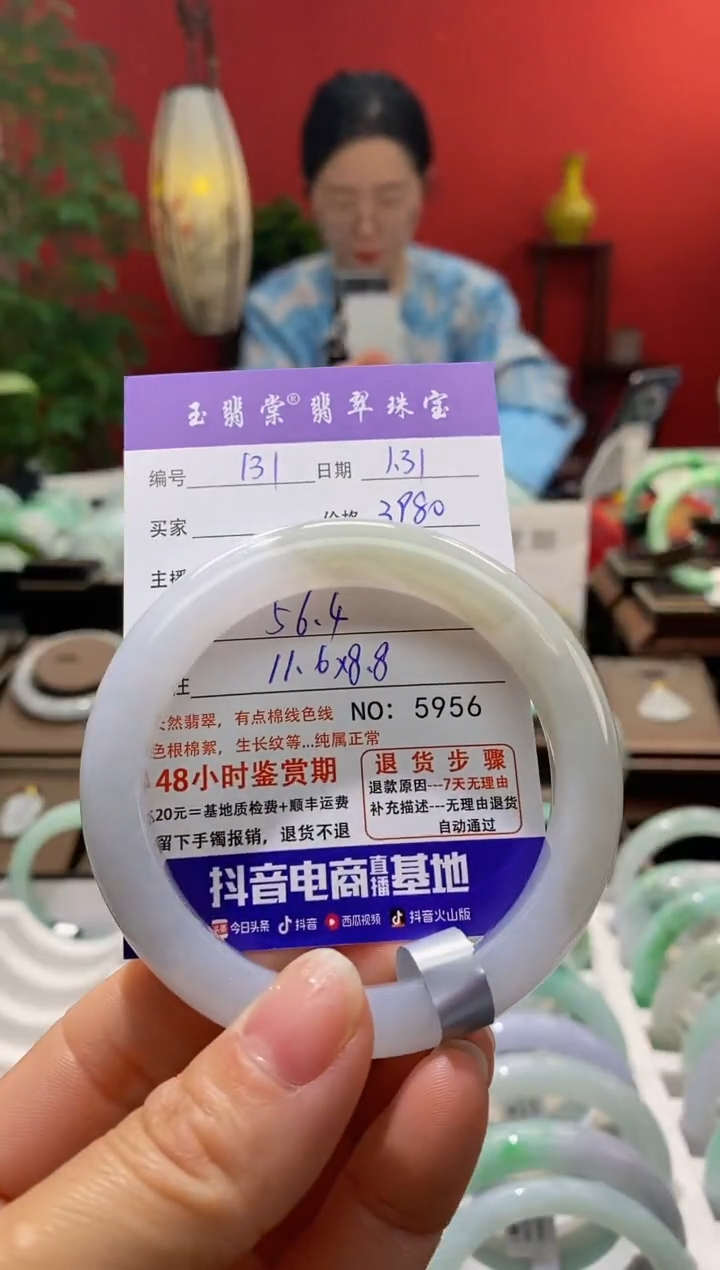 玉翡棠®翡翠珠宝
编号 131 日期 1.31
买家 价格 3980
主播
56.4
注 11.6x8.8
天然翡翠，有点棉线色线 NO: 5956
色根棉絮，生长纹等...纯属正常
48小时鉴赏期
$20元=基地质检费+顺丰运费
留下手镯报销，退货不退
退货步骤
退款原因---7天无理由
补充描述---无理由退货
自动通过
抖音电商直播基地
头条 今日头条 抖音 西瓜视频 抖音火山版